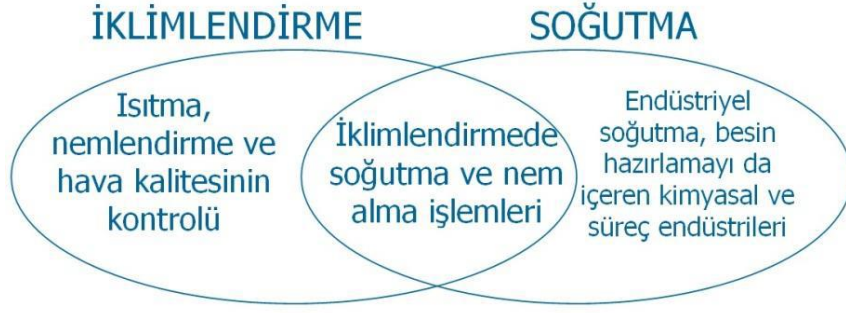 İKLİMLENDİRME
SOĞUTMA
Isıtma,
nemlendirme ve
hava kalitesinin
kontrolü
İklimlendirmede
soğutma ve nem
alma işlemleri
Endüstriyel
soğutma, besin
hazırlamayı da
içeren kimyasal ve
süreç endüstrileri